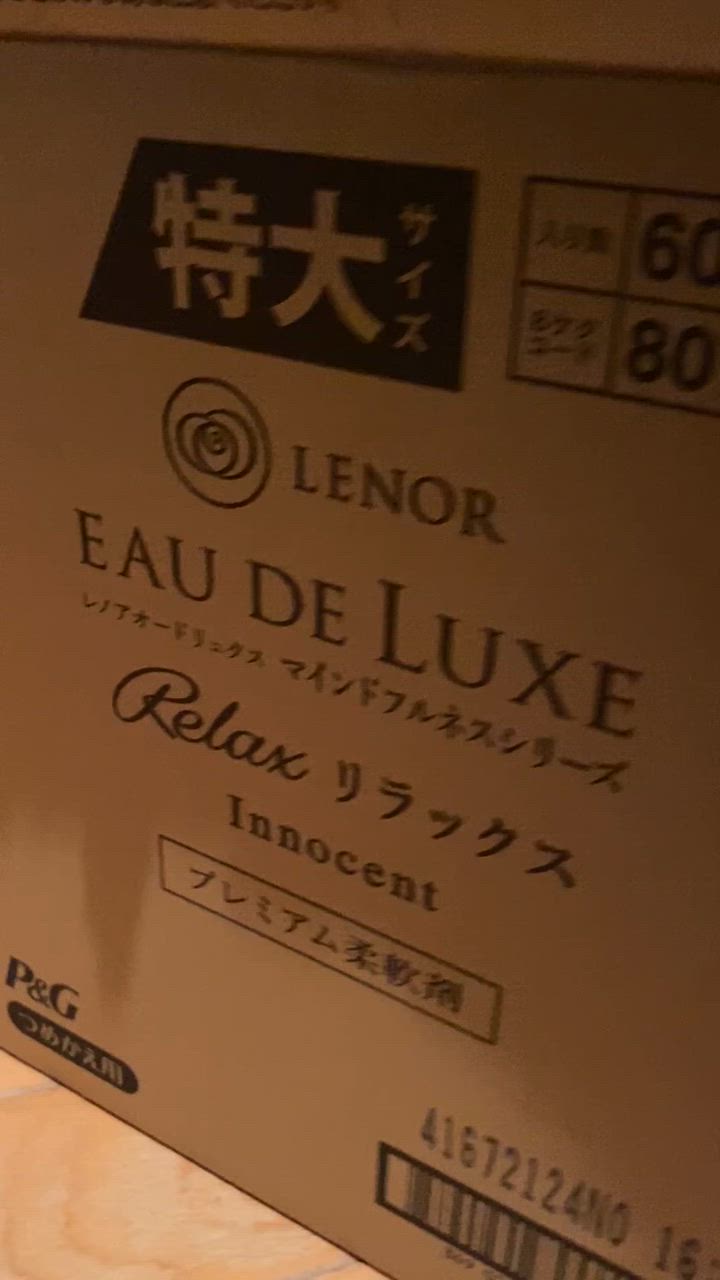 特大サイズ
60
80
LENOR
EAU DE LUXE
レノアオードリュクス マインドフルネスシリーズ
Relax リラックス
Innocent
プレミアム柔軟剤
P&G
つめかえ用
41672124N0 16